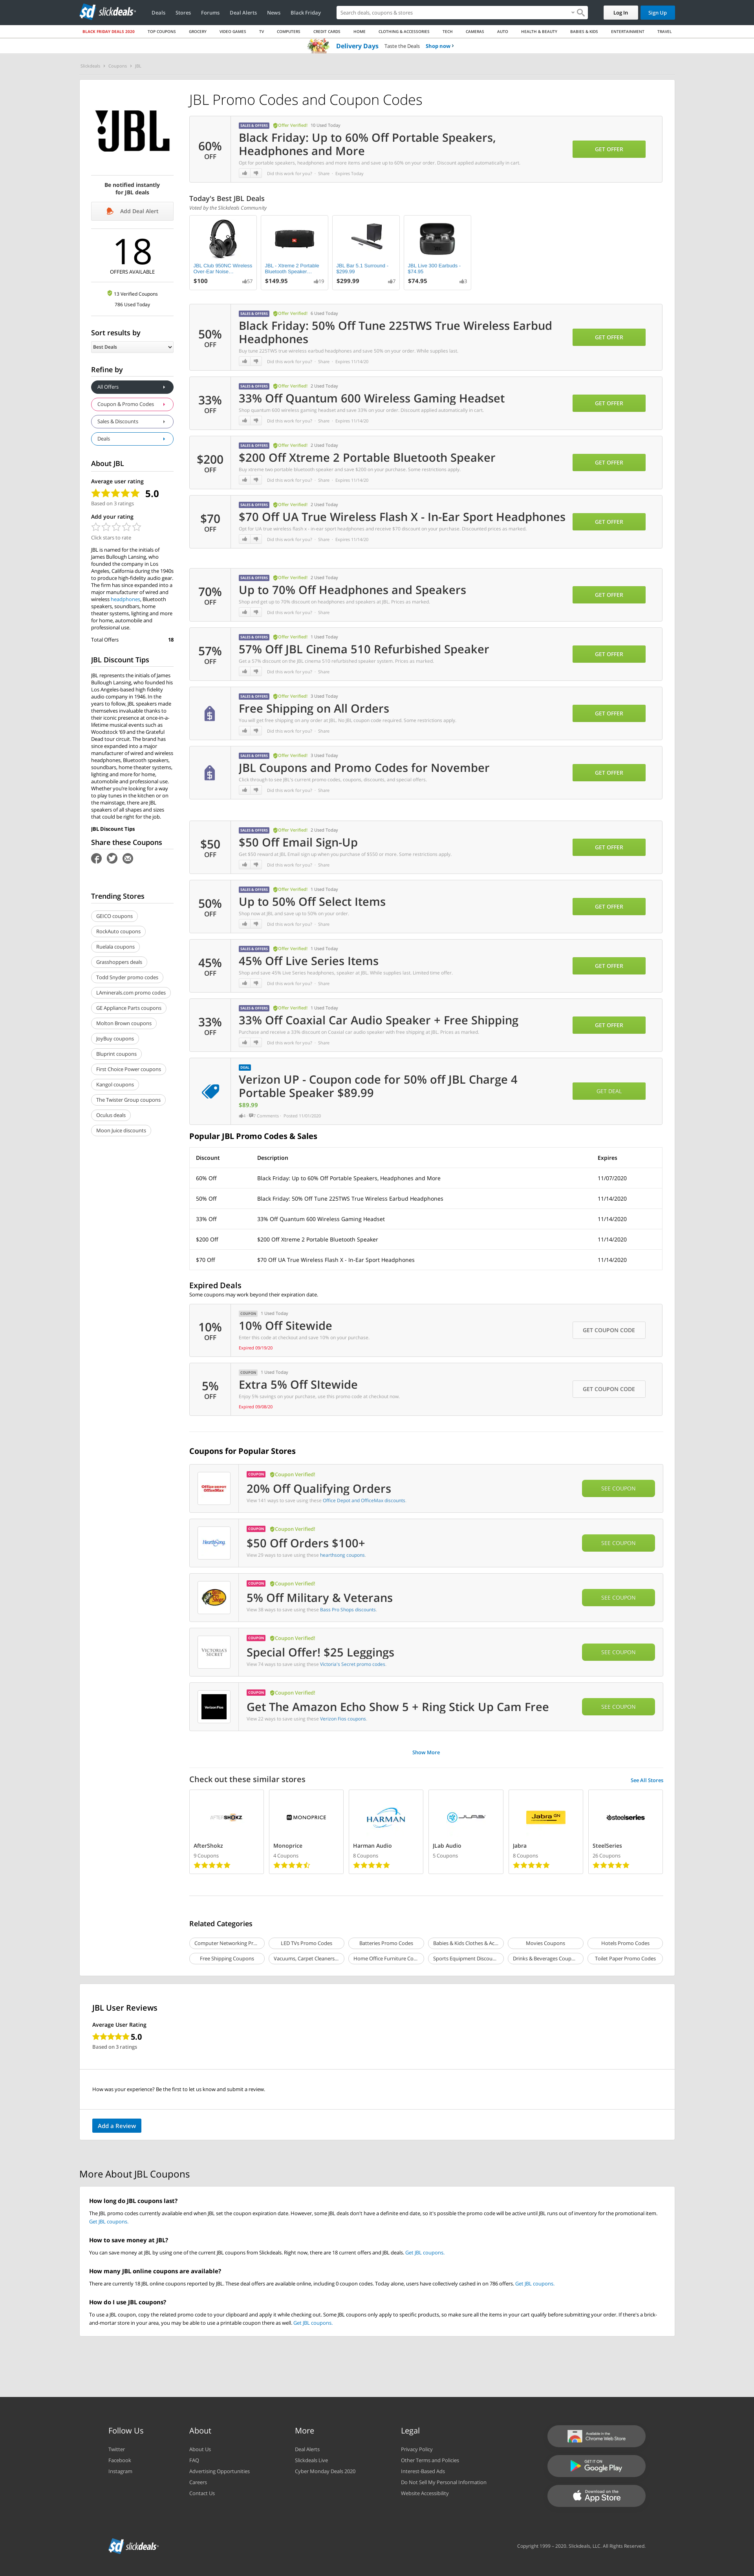 slickdeals
Deals Stores Forums Deal Alerts News Black Friday
Search deals, coupons & stores
Log In Sign Up
BLACK FRIDAY DEALS 2020 TOP COUPONS GROCERY VIDEO GAMES TV COMPUTERS CREDIT CARDS HOME CLOTHING & ACCESSORIES TECH CAMERAS AUTO HEALTH & BEAUTY BABIES & KIDS ENTERTAINMENT TRAVEL
Delivery Days Taste the Deals Shop now ›
Slickdeals › Coupons › JBL
JBL
Be notified instantly
for JBL deals
Add Deal Alert
18
OFFERS AVAILABLE
13 Verified Coupons
786 Used Today
Sort results by
Best Deals
Refine by
All Offers
Coupon & Promo Codes
Sales & Discounts
Deals
About JBL
Average user rating
5.0
Based on 3 ratings
Add your rating
Click stars to rate
JBL is named for the initials of
James Bullough Lansing, who
founded the company in Los
Angeles, California during the 1940s
to produce high-fidelity audio gear.
The firm has since expanded into a
major manufacturer of wired and
wireless headphones, Bluetooth
speakers, soundbars, home
theater systems, lighting and more
for home, automobile and
professional use.
Total Offers 18
JBL Discount Tips
JBL represents the initials of James
Bullough Lansing, who founded his
Los Angeles-based high fidelity
audio company in 1946. In the
years to follow, JBL speakers made
themselves invaluable thanks to
their iconic presence at once-in-a-
lifetime musical events such as
Woodstock '69 and the Grateful
Dead tour circuit. The brand has
since expanded into a major
manufacturer of wired and wireless
headphones, Bluetooth speakers,
soundbars, home theater systems,
lighting and more for home,
automobile and professional use.
Whether you're looking for a way
to play tunes in the kitchen or on
the mainstage, there are JBL
speakers of all shapes and sizes
that could be right for the job.
JBL Discount Tips
Share these Coupons
Trending Stores
GEICO coupons
RockAuto coupons
Ruelala coupons
Grasshoppers deals
Todd Snyder promo codes
LAminerals.com promo codes
GE Appliance Parts coupons
Molton Brown coupons
JoyBuy coupons
Bluprint coupons
First Choice Power coupons
Kangol coupons
The Twister Group coupons
Oculus deals
Moon Juice discounts
JBL Promo Codes and Coupon Codes
60% OFF
SALES & OFFERS Offer Verified! 10 Used Today
Black Friday: Up to 60% Off Portable Speakers,
Headphones and More
Opt for portable speakers, headphones and more items and save up to 60% on your order. Discount applied automatically to cart.
Did this work for you? · Share · Expires Today
GET OFFER
Today's Best JBL Deals
Voted by the Slickdeals Community
JBL Club 950NC Wireless
Over-Ear Noise...
$100 57
JBL - Xtreme 2 Portable
Bluetooth Speaker...
$149.95 19
JBL Bar 5.1 Surround -
$299.99
$299.99 7
JBL Live 300 Earbuds -
$74.95
$74.95 3
50% OFF
SALES & OFFERS Offer Verified! 6 Used Today
Black Friday: 50% Off Tune 225TWS True Wireless Earbud
Headphones
Buy tune 225TWS true wireless earbud headphones and save 50% on your order. While supplies last.
Did this work for you? · Share · Expires 11/14/20
GET OFFER
33% OFF
SALES & OFFERS Offer Verified! 2 Used Today
33% Off Quantum 600 Wireless Gaming Headset
Shop quantum 600 wireless gaming headset and save 33% on your order. Discount applied automatically in cart.
Did this work for you? · Share · Expires 11/14/20
GET OFFER
$200 OFF
SALES & OFFERS Offer Verified! 2 Used Today
$200 Off Xtreme 2 Portable Bluetooth Speaker
Buy xtreme two portable bluetooth speaker and save $200 on your purchase. Some restrictions apply.
Did this work for you? · Share · Expires 11/14/20
GET OFFER
$70 OFF
SALES & OFFERS Offer Verified! 2 Used Today
$70 Off UA True Wireless Flash X - In-Ear Sport Headphones
Opt for UA true wireless flash x - in-ear sport headphones and receive $70 discount on your purchase. Discounted prices as marked.
Did this work for you? · Share · Expires 11/14/20
GET OFFER
70% OFF
SALES & OFFERS Offer Verified! 2 Used Today
Up to 70% Off Headphones and Speakers
Shop and get up to 70% discount on headphones and speakers at JBL. Prices as marked.
Did this work for you? · Share
GET OFFER
57% OFF
SALES & OFFERS Offer Verified! 1 Used Today
57% Off JBL Cinema 510 Refurbished Speaker
Get a 57% discount on the JBL cinema 510 refurbished speaker system. Prices as marked.
Did this work for you? · Share
GET OFFER
SALES & OFFERS Offer Verified! 3 Used Today
Free Shipping on All Orders
You will get free shipping on any order at JBL. No JBL coupon code required. Some restrictions apply.
Did this work for you? · Share
GET OFFER
SALES & OFFERS Offer Verified! 3 Used Today
JBL Coupons and Promo Codes for November
Click through to see JBL's current promo codes, coupons, discounts, and special offers.
Did this work for you? · Share
GET OFFER
$50 OFF
SALES & OFFERS Offer Verified! 2 Used Today
$50 Off Email Sign-Up
Get $50 reward at JBL Email sign up when you purchase of $300 or more. Some restrictions apply.
Did this work for you? · Share
GET OFFER
50% OFF
SALES & OFFERS Offer Verified! 1 Used Today
Up to 50% Off Select Items
Shop now at JBL and save up to 50% on your order.
Did this work for you? · Share
GET OFFER
45% OFF
SALES & OFFERS Offer Verified! 1 Used Today
45% Off Live Series Items
Shop and save 45% Live Series headphones, speaker at JBL. While supplies last. Limited time offer.
Did this work for you? · Share
GET OFFER
33% OFF
SALES & OFFERS Offer Verified! 1 Used Today
33% Off Coaxial Car Audio Speaker + Free Shipping
Purchase and receive a 33% discount on Coaxial car audio speaker with free shipping at JBL. Prices as marked.
Did this work for you? · Share
GET OFFER
DEAL
Verizon UP - Coupon code for 50% off JBL Charge 4
Portable Speaker $89.99
$89.99
7 Comments · Posted 11/01/2020
GET DEAL
Popular JBL Promo Codes & Sales
Discount Description Expires
60% Off Black Friday: Up to 60% Off Portable Speakers, Headphones and More 11/07/2020
50% Off Black Friday: 50% Off Tune 225TWS True Wireless Earbud Headphones 11/14/2020
33% Off 33% Off Quantum 600 Wireless Gaming Headset 11/14/2020
$200 Off $200 Off Xtreme 2 Portable Bluetooth Speaker 11/14/2020
$70 Off $70 Off UA True Wireless Flash X - In-Ear Sport Headphones 11/14/2020
Expired Deals
Some coupons may work beyond their expiration date.
10% OFF
COUPON 1 Used Today
10% Off Sitewide
Enter this code at checkout and save 10% on your purchase.
Expired 09/19/20
GET COUPON CODE
5% OFF
COUPON 1 Used Today
Extra 5% Off SItewide
Enjoy 5% savings on your purchase, use this promo code at checkout now.
Expired 09/08/20
GET COUPON CODE
Coupons for Popular Stores
Office DEPOT OfficeMax
COUPON Coupon Verified!
20% Off Qualifying Orders
View 141 ways to save using these Office Depot and OfficeMax discounts.
SEE COUPON
Hearthsong
COUPON Coupon Verified!
$50 Off Orders $100+
View 29 ways to save using these hearthsong coupons.
SEE COUPON
Bass Pro Shops
COUPON Coupon Verified!
5% Off Military & Veterans
View 38 ways to save using these Bass Pro Shops discounts.
SEE COUPON
VICTORIA'S SECRET
COUPON Coupon Verified!
Special Offer! $25 Leggings
View 74 ways to save using these Victoria's Secret promo codes.
SEE COUPON
Verizon Fios
COUPON Coupon Verified!
Get The Amazon Echo Show 5 + Ring Stick Up Cam Free
View 22 ways to save using these Verizon Fios coupons.
SEE COUPON
Show More
Check out these similar stores See All Stores
AFTERSHOKZ MONOPRICE HARMAN JLAB Jabra GN steelseries
AfterShokz Monoprice Harman Audio JLab Audio Jabra SteelSeries
9 Coupons 4 Coupons 8 Coupons 5 Coupons 8 Coupons 26 Coupons
Related Categories
Computer Networking Pr... LED TVs Promo Codes Batteries Promo Codes Babies & Kids Clothes & Ac... Movies Coupons Hotels Promo Codes
Free Shipping Coupons Vacuums, Carpet Cleaners... Home Office Furniture Co... Sports Equipment Discou... Drinks & Beverages Coup... Toilet Paper Promo Codes
JBL User Reviews
Average User Rating
5.0
Based on 3 ratings
How was your experience? Be the first to let us know and submit a review.
Add a Review
More About JBL Coupons
How long do JBL coupons last?
The JBL promo codes currently available end when JBL set the coupon expiration date. However, some JBL deals don't have a definite end date, so it's possible the promo code will be active until JBL runs out of inventory for the promotional item.
Get JBL coupons.
How to save money at JBL?
You can save money at JBL by using one of the current JBL coupons from Slickdeals. Right now, there are 18 current offers and JBL deals. Get JBL coupons.
How many JBL online coupons are available?
There are currently 18 JBL online coupons reported by JBL. These deal offers are available online, including 0 coupon codes. Today alone, users have collectively cashed in on 786 offers. Get JBL coupons.
How do I use JBL coupons?
To use a JBL coupon, copy the related promo code to your clipboard and apply it while checking out. Some JBL coupons only apply to specific products, so make sure all the items in your cart qualify before submitting your order. If there's a brick-
and-mortar store in your area, you may be able to use a printable coupon there as well. Get JBL coupons.
Follow Us About More Legal
Twitter About Us Deal Alerts Privacy Policy
Facebook FAQ Slickdeals Live Other Terms and Policies
Instagram Advertising Opportunities Cyber Monday Deals 2020 Interest-Based Ads
Careers Do Not Sell My Personal Information
Contact Us Website Accessibility
Available in the
Chrome Web Store
GET IT ON
Google Play
Download on the
App Store
slickdeals
Copyright 1999 – 2020. Slickdeals, LLC. All Rights Reserved.